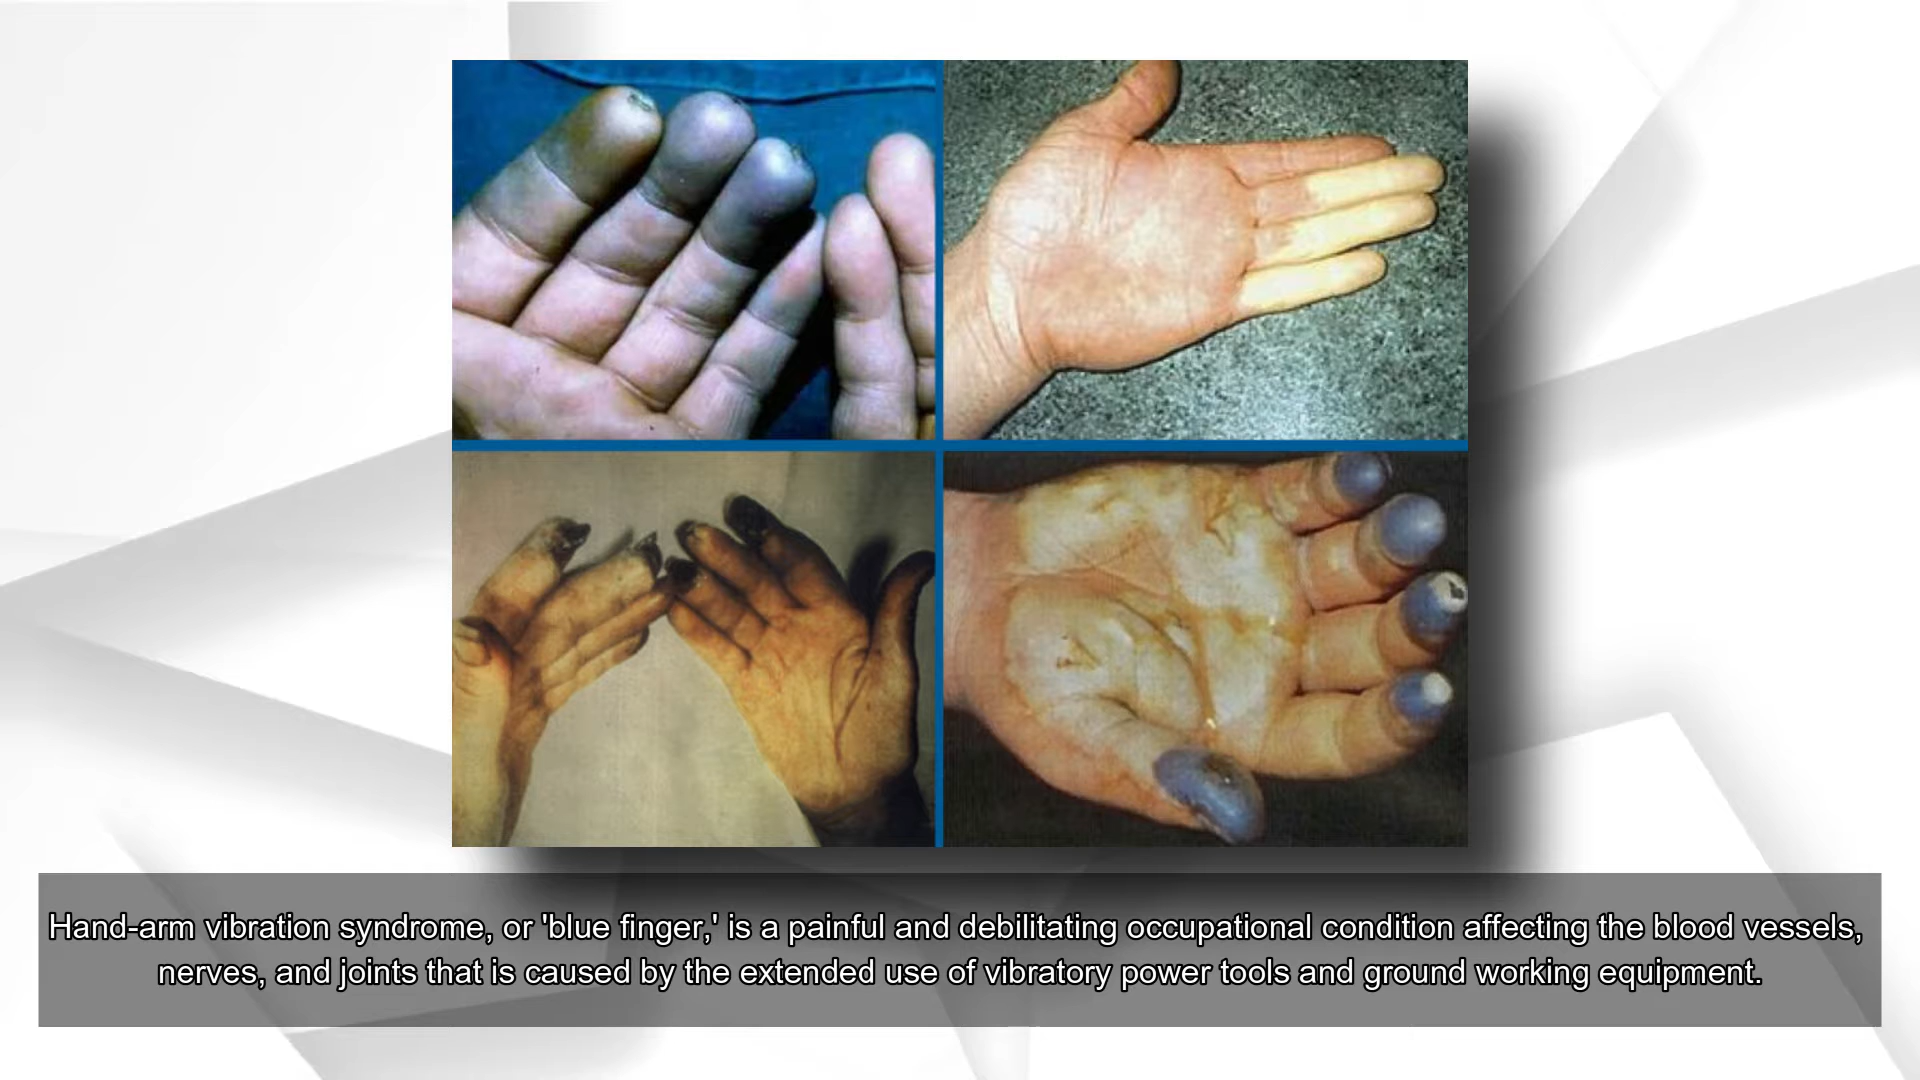 Hand-arm vibration syndrome, or 'blue finger,' is a painful and debilitating occupational condition affecting the blood vessels,
nerves, and joints that is caused by the extended use of vibratory power tools and ground working equipment.